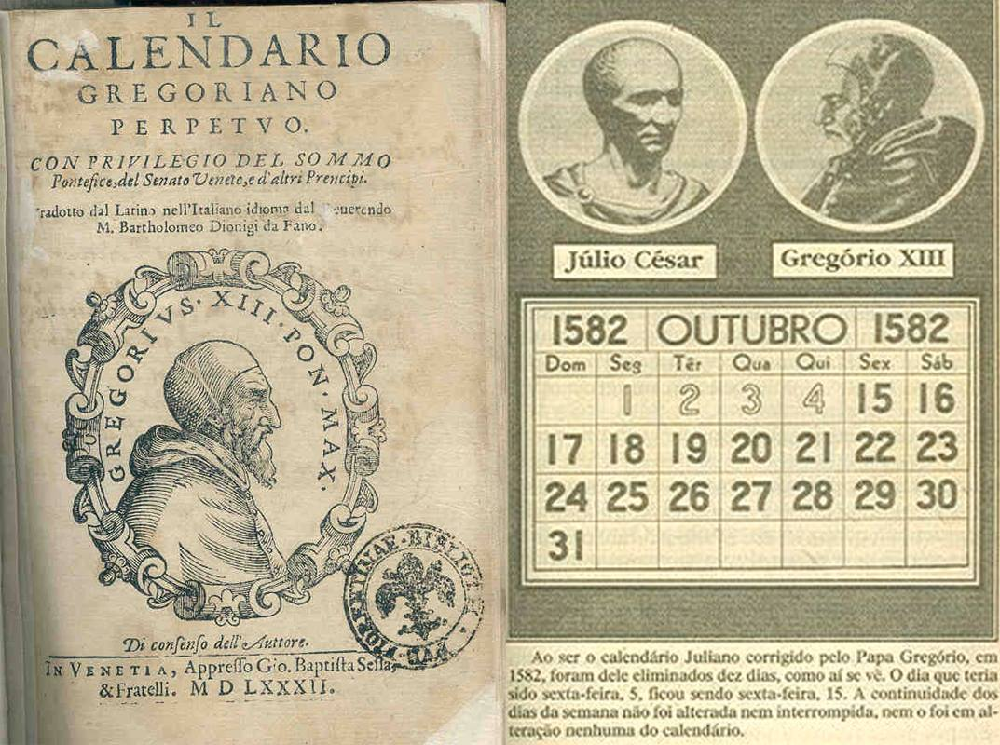 IL
CALENDARIO
GREGORIANO
PERPETVO.
CON PRIVILEGIO DEL SOMMO
Pontefice, del Senato Veneto, e d'altri Prencipi.
radotto dal Latino nell'Italiano idioma dal Reuerendo
M. Bartholomeo Dionigi da Fano.
GREGORIVS · XIII · PON · MAX.
Di consenso dell'Auttore.
IN VENETIA, Appresso Gio. Baptista Sessa,
& Fratelli. M D LXXXII.
Júlio César
Gregório XIII
1582 OUTUBRO 1582
Dom Seg Têr Qua Qui Sex Sáb
1 2 3 4 15 16
17 18 19 20 21 22 23
24 25 26 27 28 29 30
31
Ao ser o calendário Juliano corrigido pelo Papa Gregório, em
1582, foram dele eliminados dez dias, como aí se vê. O dia que teria
sido sexta-feira, 5, ficou sendo sexta-feira, 15. A continuidade dos
dias da semana não foi alterada nem interrompida, nem o foi em al-
teração nenhuma do calendário.